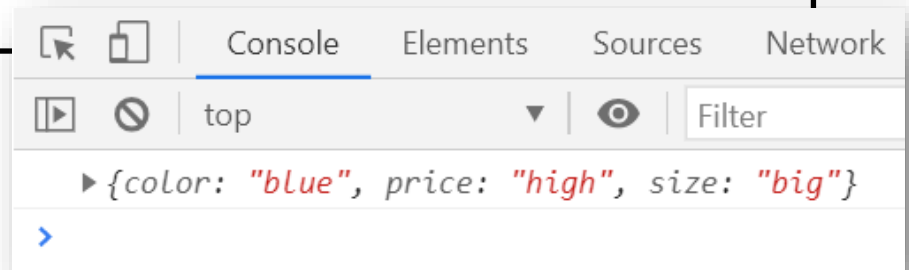 Console Elements Sources Network
top Filter
{color: "blue", price: "high", size: "big"}